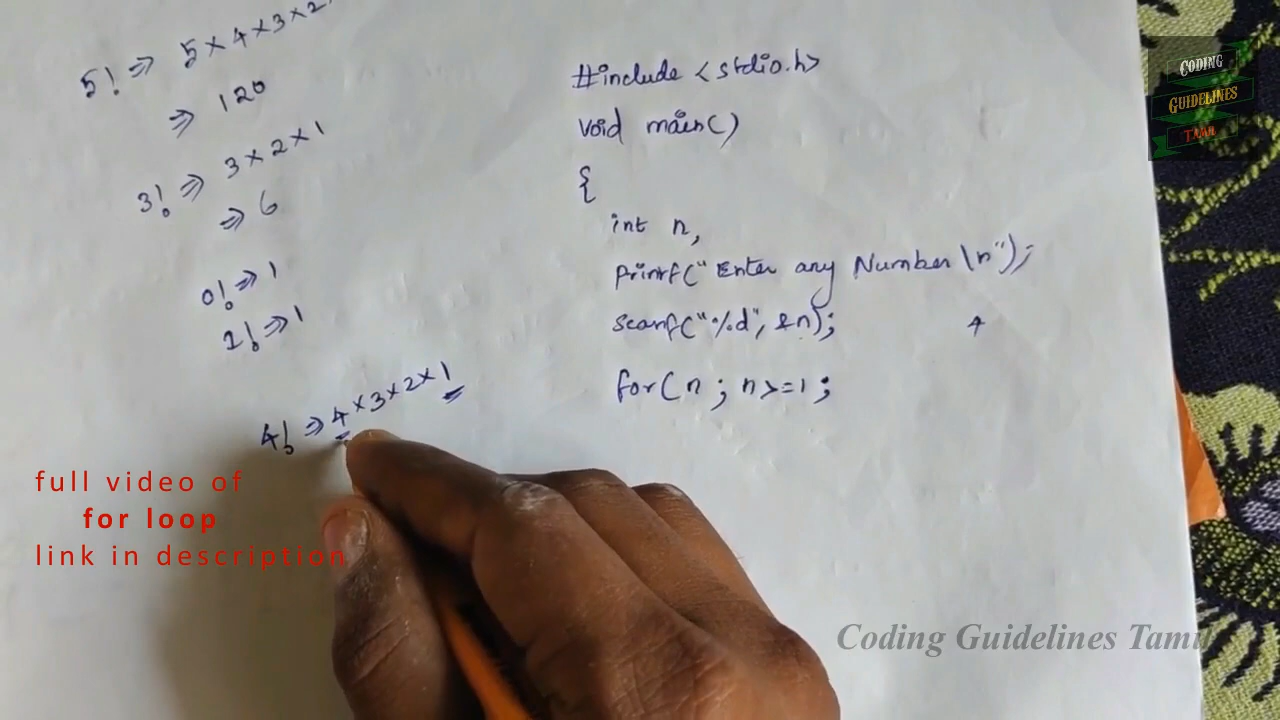 5! => 5 x 4 x 3 x 2
=> 120
3! => 3 x 2 x 1
=> 6
0! => 1
1! => 1
4! => 4 x 3 x 2 x 1
#include <stdio.h>
void main()
{
int n,
printf("Enter any Number \n");
scanf("%d", &n);
4
for(n ; n>=1 ;
full video of
for loop
link in description
CODING
GUIDELINES
TAMIL
Coding Guidelines Tamil